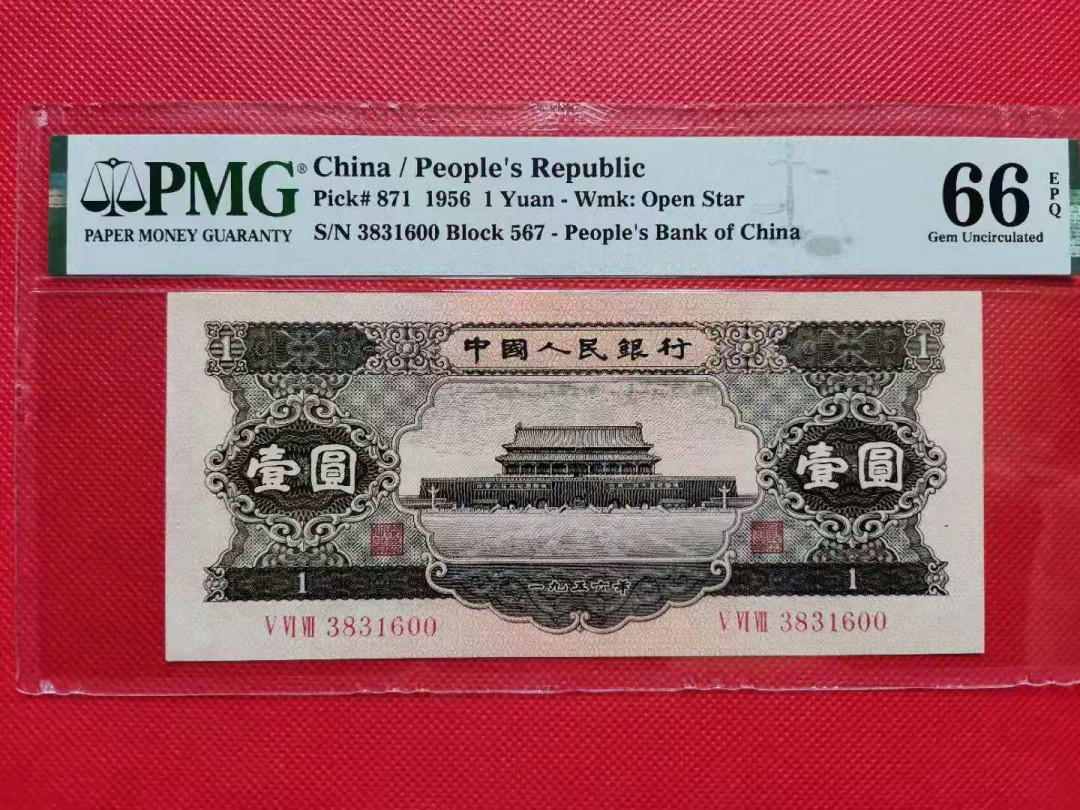 PMG®
PAPER MONEY GUARANTY
China / People's Republic
Pick# 871 1956 1 Yuan - Wmk: Open Star
S/N 3831600 Block 567 - People's Bank of China
66 EPQ
Gem Uncirculated
1 中國人民銀行 1
壹圓 壹圓
1 一九五六年 1
V VI VII 3831600 V VI VII 3831600